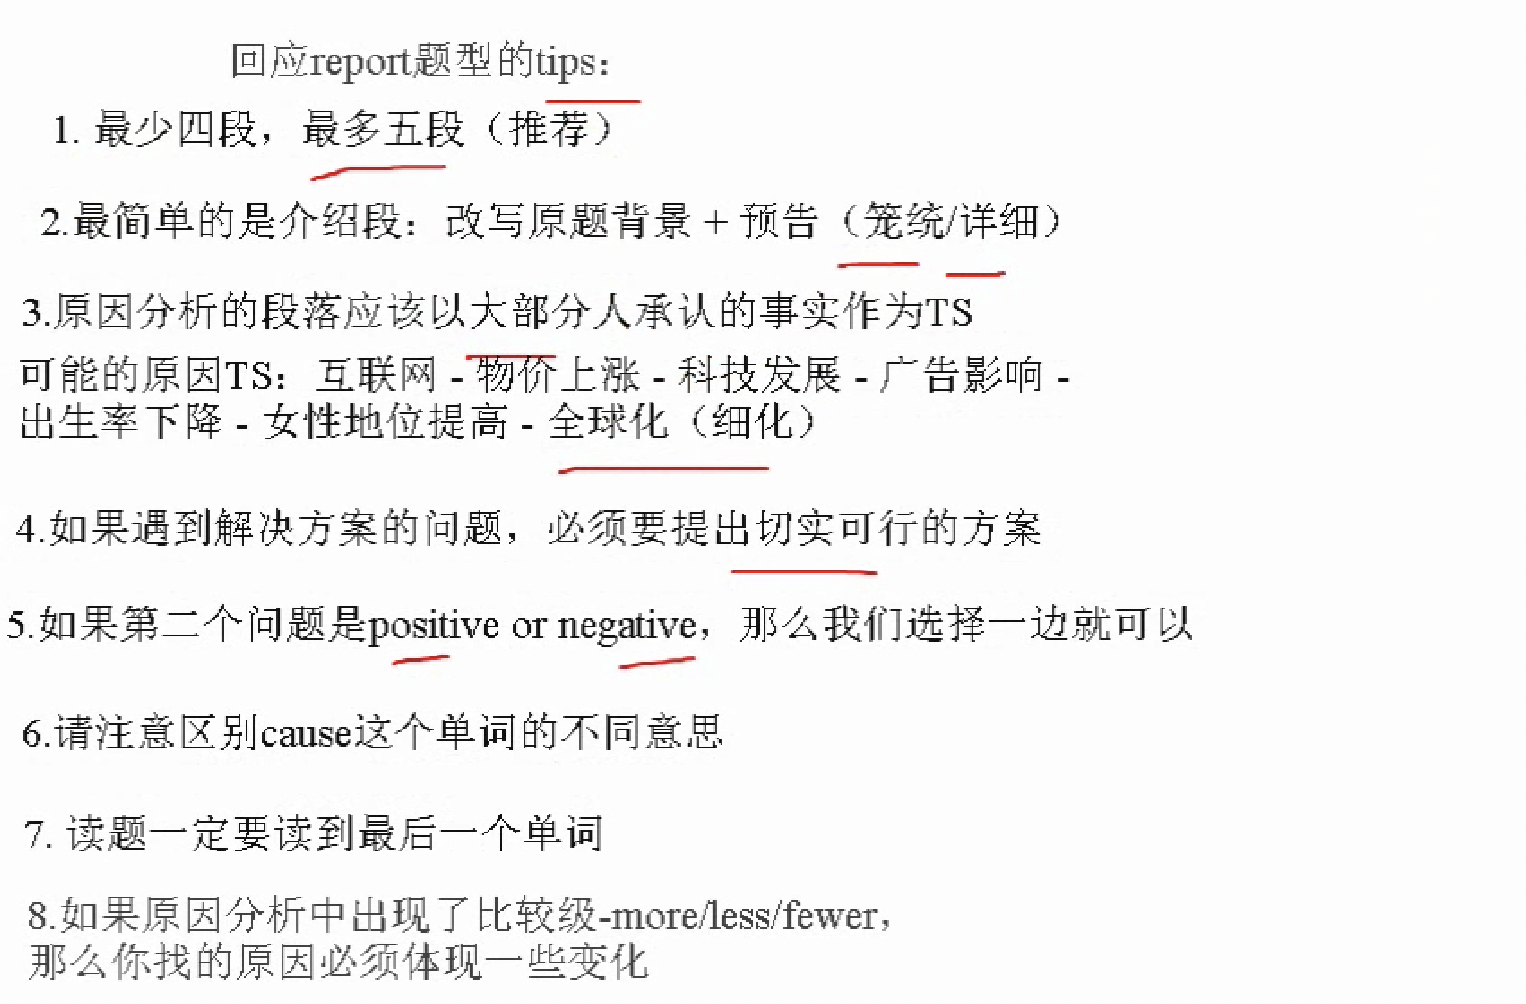 回应report题型的tips：
1. 最少四段，最多五段（推荐）
2.最简单的是介绍段：改写原题背景 + 预告（笼统/详细）
3.原因分析的段落应该以大部分人承认的事实作为TS
可能的原因TS：互联网 - 物价上涨 - 科技发展 - 广告影响 -
出生率下降 - 女性地位提高 - 全球化（细化）
4.如果遇到解决方案的问题，必须要提出切实可行的方案
5.如果第二个问题是positive or negative，那么我们选择一边就可以
6.请注意区别cause这个单词的不同意思
7. 读题一定要读到最后一个单词
8.如果原因分析中出现了比较级-more/less/fewer，
那么你找的原因必须体现一些变化